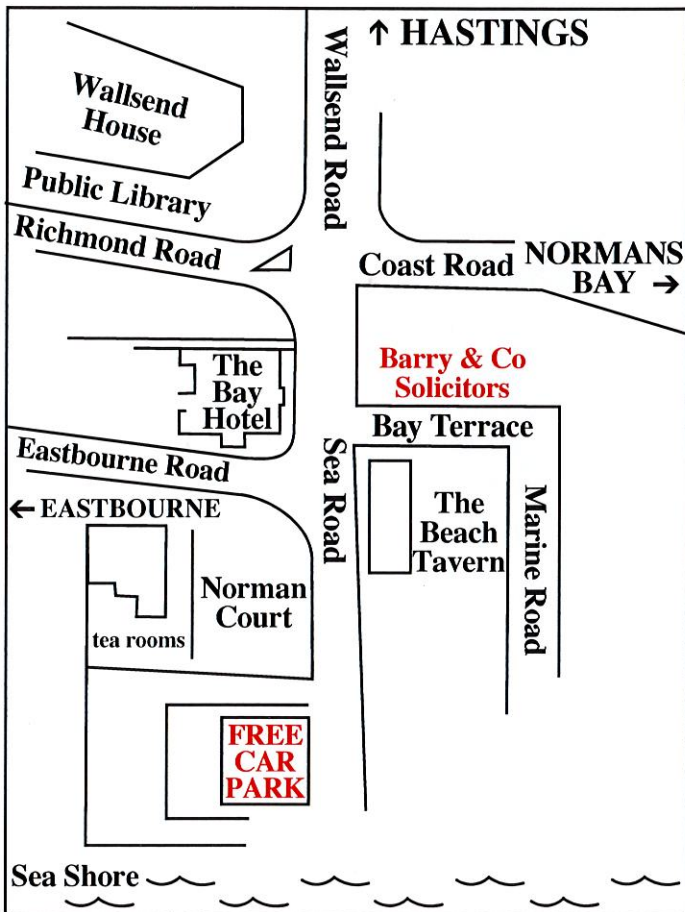 ↑ HASTINGS
Wallsend Road
Wallsend
House
Public Library
Richmond Road
Coast Road
NORMANS
BAY →
The
Bay
Hotel
Barry & Co
Solicitors
Bay Terrace
Eastbourne Road
Sea Road
← EASTBOURNE
The
Beach
Tavern
Marine Road
Norman
Court
tea rooms
FREE
CAR
PARK
Sea Shore